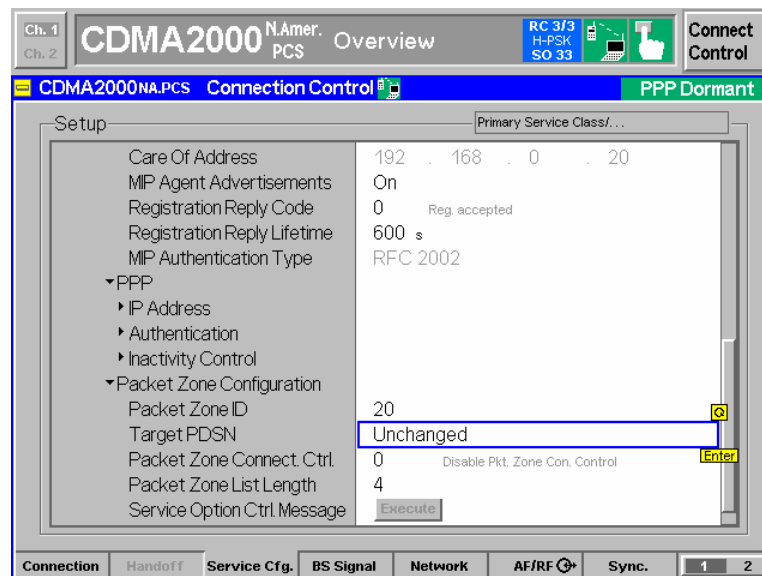 Ch. 1
Ch. 2
CDMA2000 N.Amer. PCS Overview
RC 3/3
H-PSK
SO 33
Connect
Control
CDMA2000NA.PCS Connection Control
PPP Dormant
Setup
Primary Service Class/...
Care Of Address 192 . 168 . 0 . 20
MIP Agent Advertisements On
Registration Reply Code 0 Reg. accepted
Registration Reply Lifetime 600 s
MIP Authentication Type RFC 2002
PPP
IP Address
Authentication
Inactivity Control
Packet Zone Configuration
Packet Zone ID 20
Target PDSN Unchanged
Enter
Packet Zone Connect. Ctrl. 0 Disable Pkt. Zone Con. Control
Packet Zone List Length 4
Service Option Ctrl. Message Execute
Connection Handoff Service Cfg. BS Signal Network AF/RF Sync. 1 2